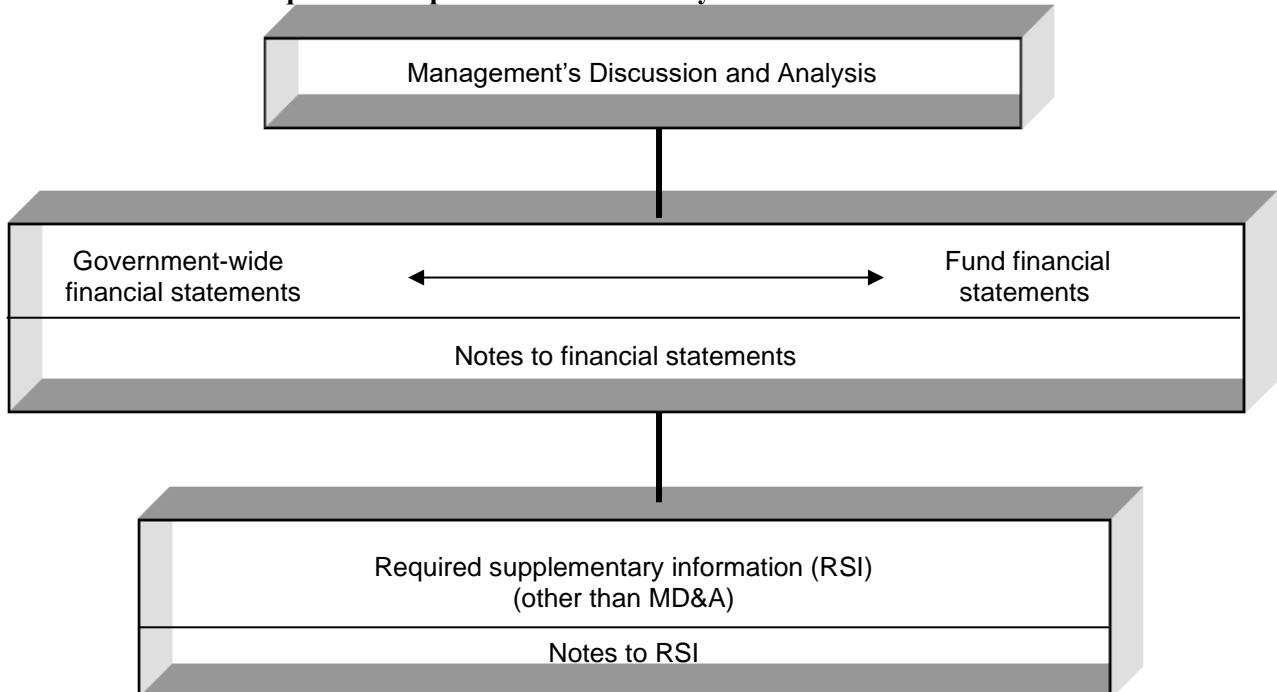 Management’s Discussion and Analysis
Government-wide
financial statements
Fund financial
statements
Notes to financial statements
Required supplementary information (RSI)
(other than MD&A)
Notes to RSI